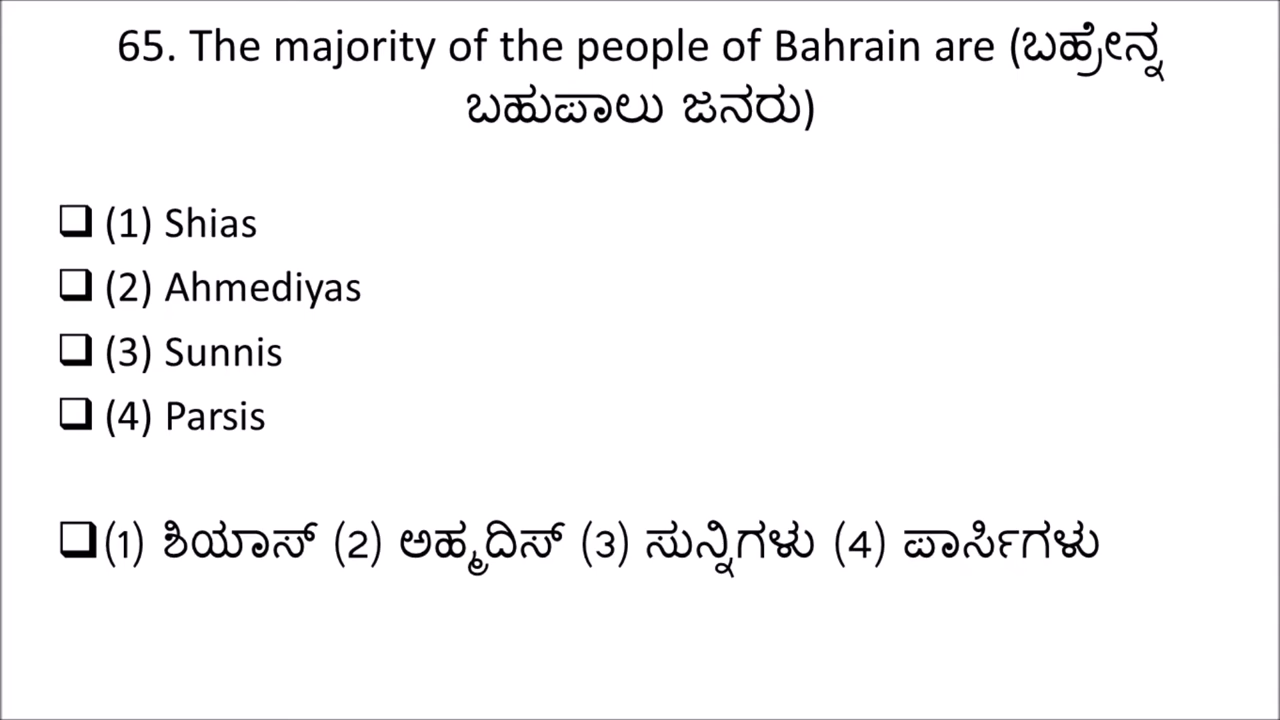 65. The majority of the people of Bahrain are (ಬಹ್ರೇನ್ನ
ಬಹುಪಾಲು ಜನರು)
(1) Shias
(2) Ahmediyas
(3) Sunnis
(4) Parsis
(1) ಶಿಯಾಸ್ (2) ಅಹ್ಮದಿಸ್ (3) ಸುನ್ನಿಗಳು (4) ಪಾರ್ಸಿಗಳು